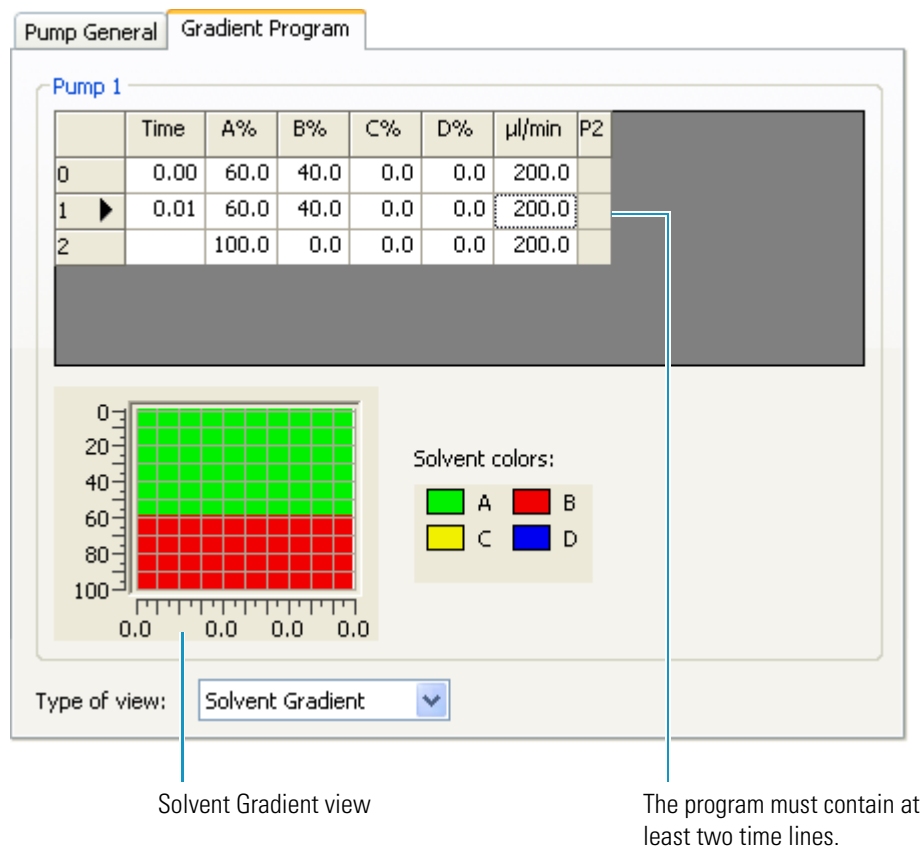 Pump General Gradient Program
Pump 1
Time A% B% C% D% µl/min P2
0 0.00 60.0 40.0 0.0 0.0 200.0
1 0.01 60.0 40.0 0.0 0.0 200.0
2 100.0 0.0 0.0 0.0 200.0
0
20
40
60
80
100
0.0 0.0 0.0 0.0
Solvent colors:
A B
C D
Type of view: Solvent Gradient
Solvent Gradient view
The program must contain at
least two time lines.